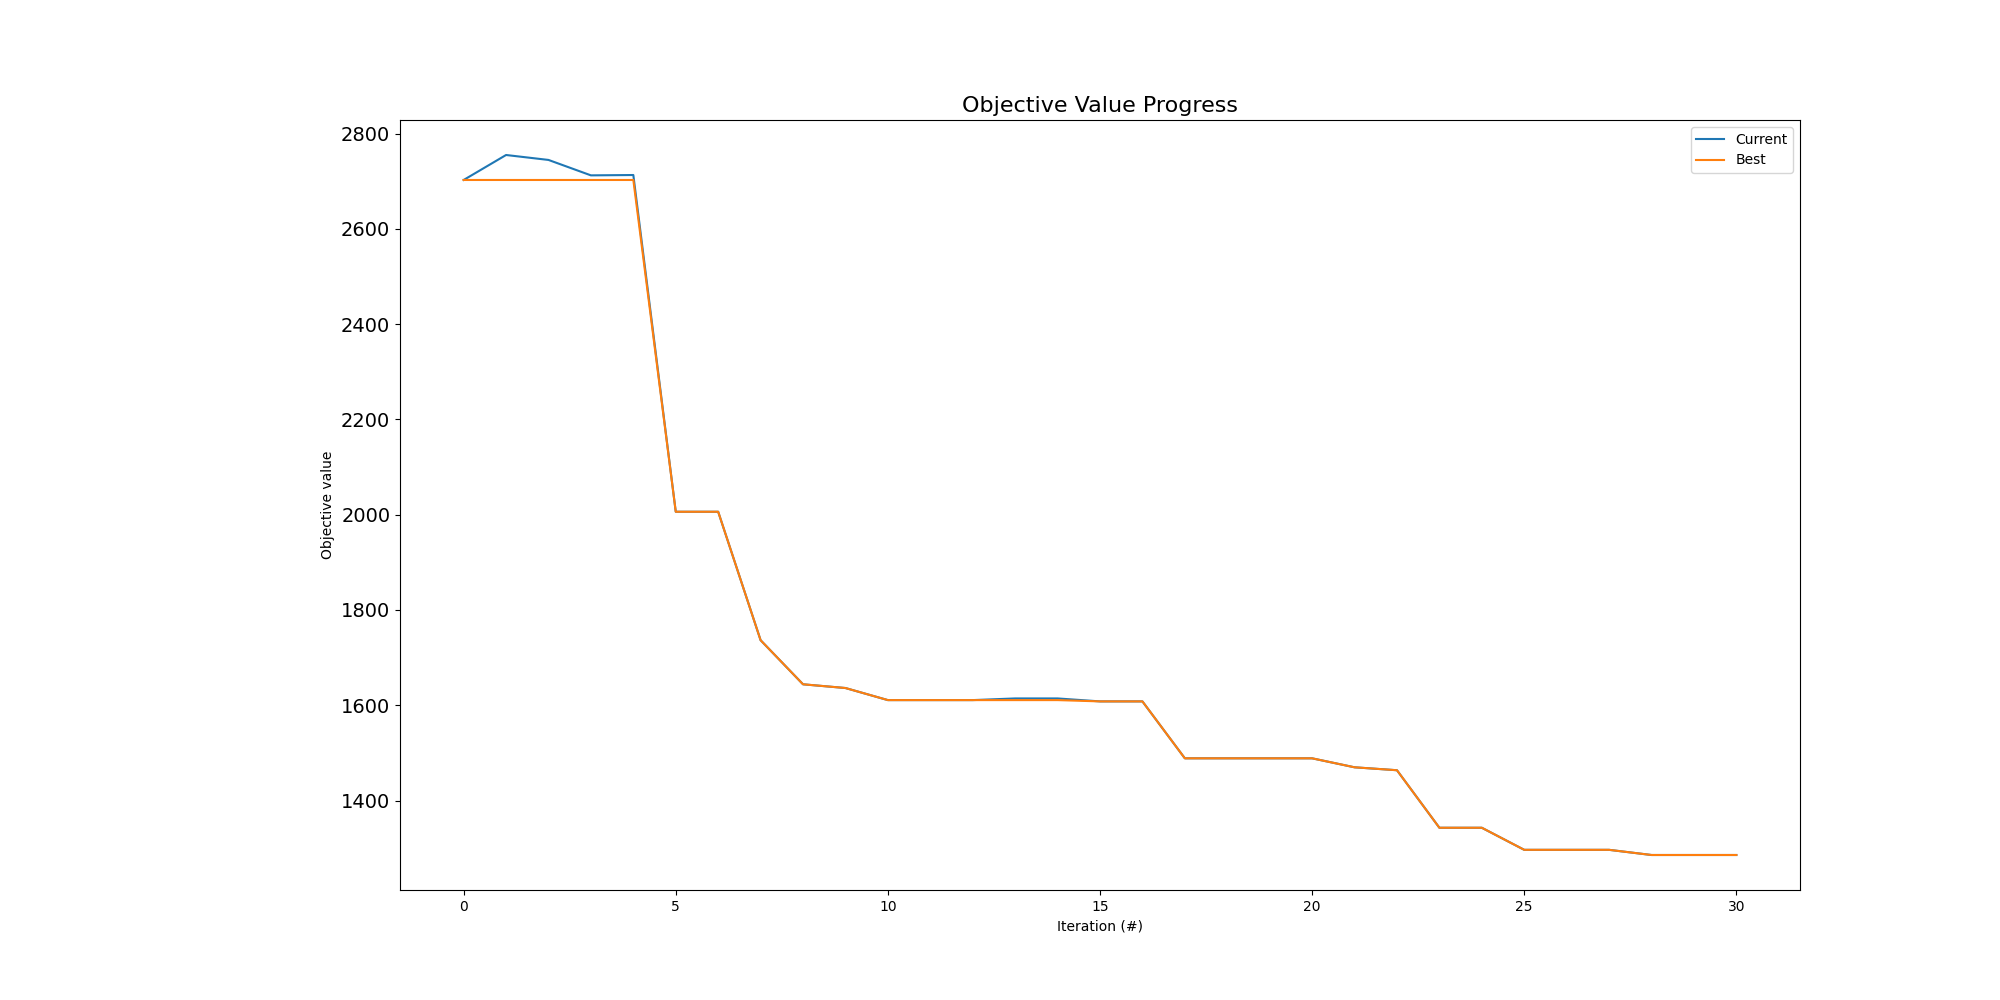 Objective Value Progress
Current
Best
2800
2600
2400
2200
2000
1800
1600
1400
Objective value
0 5 10 15 20 25 30
Iteration (#)